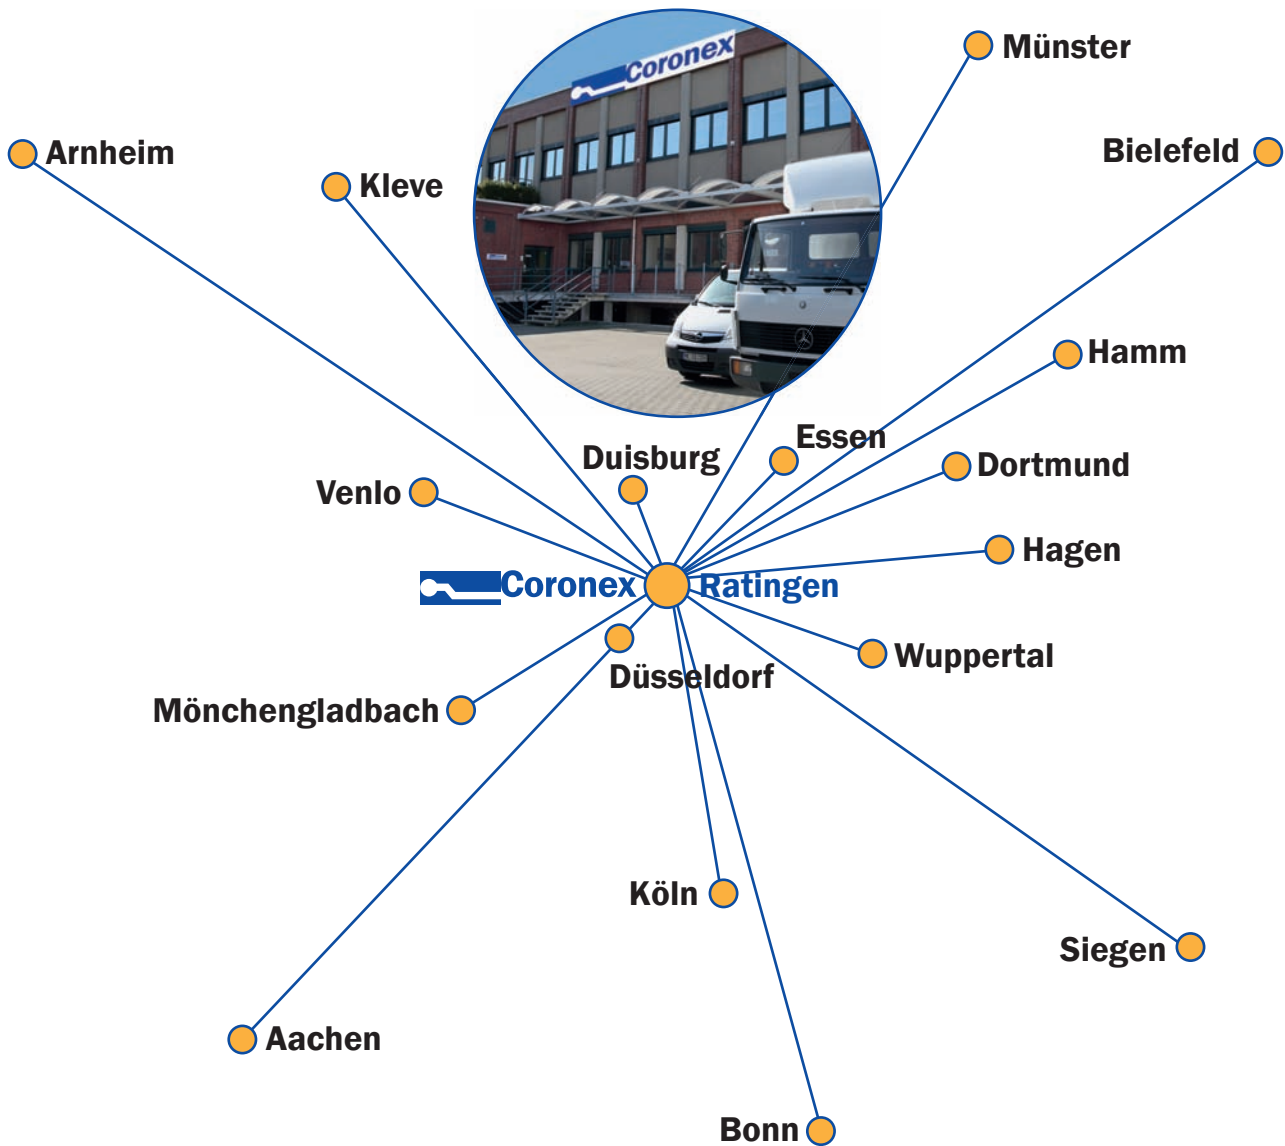 Coronex
Münster
Arnheim
Bielefeld
Kleve
Hamm
Essen
Duisburg
Dortmund
Venlo
Hagen
Coronex Ratingen
Wuppertal
Düsseldorf
Mönchengladbach
Köln
Siegen
Aachen
Bonn